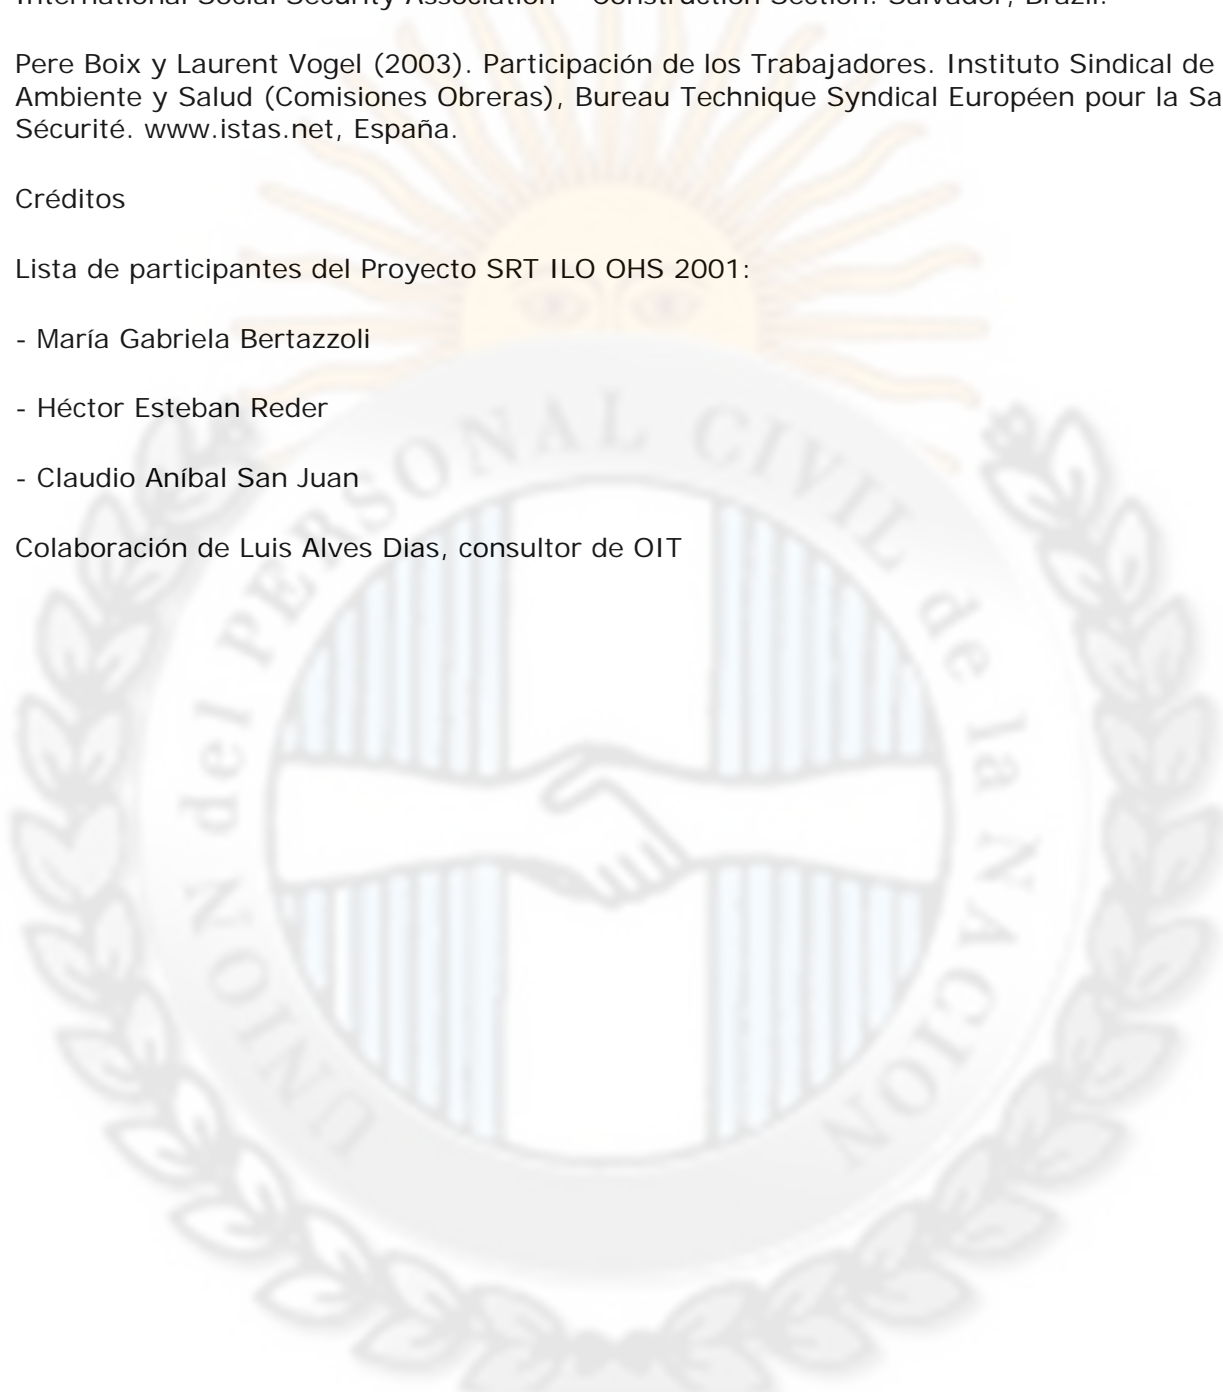 International Social Security Association – Construction Section. Salvador, Brazil.
Pere Boix y Laurent Vogel (2003). Participación de los Trabajadores. Instituto Sindical de
Ambiente y Salud (Comisiones Obreras), Bureau Technique Syndical Européen pour la Sa
Sécurité. www.istas.net, España.
Créditos
Lista de participantes del Proyecto SRT ILO OHS 2001:
- María Gabriela Bertazzoli
- Héctor Esteban Reder
- Claudio Aníbal San Juan
Colaboración de Luis Alves Dias, consultor de OIT
UNION del PERSONAL CIVIL de la NACION